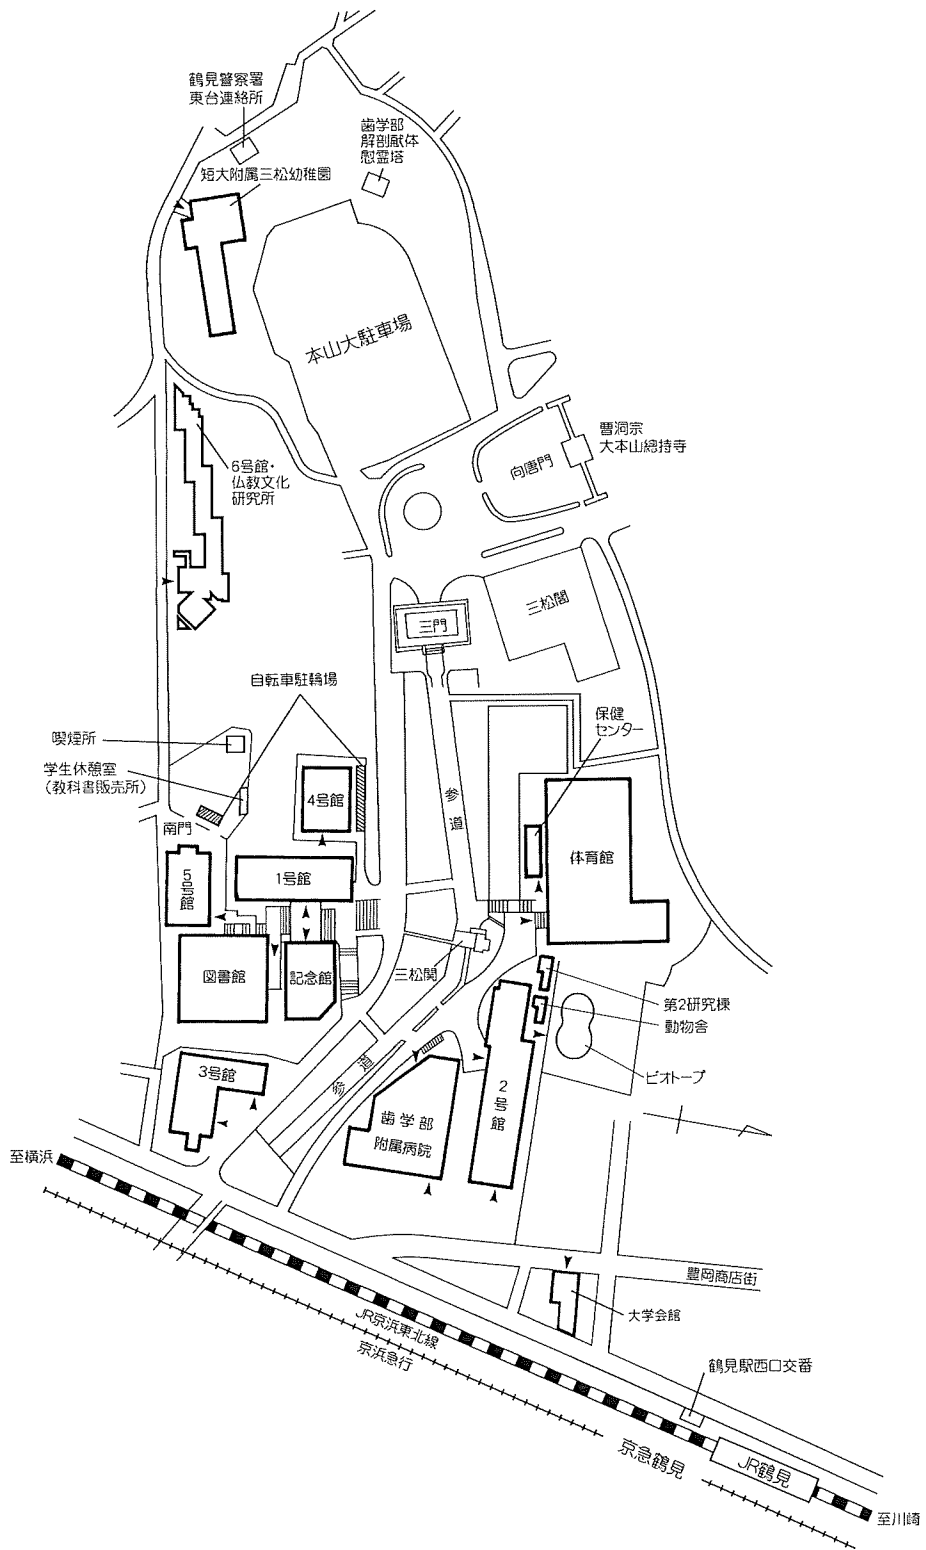 鶴見警察署
東台連絡所
歯学部
解剖献体
慰霊塔
短大附属三松幼稚園
本山大駐車場
曹洞宗
大本山總持寺
向唐門
6号館・
仏教文化
研究所
三松閣
三門
自転車駐輪場
保健
センター
喫煙所
学生休憩室
（教科書販売所）
4号館
参道
南門
体育館
1号館
5号館
図書館
記念館
三松関
第2研究棟
動物舎
3号館
参道
2号館
ビオトープ
歯学部
附属病院
至横浜
豊岡商店街
大学会館
JR京浜東北線
京浜急行
鶴見駅西口交番
京急鶴見
JR鶴見
至川崎